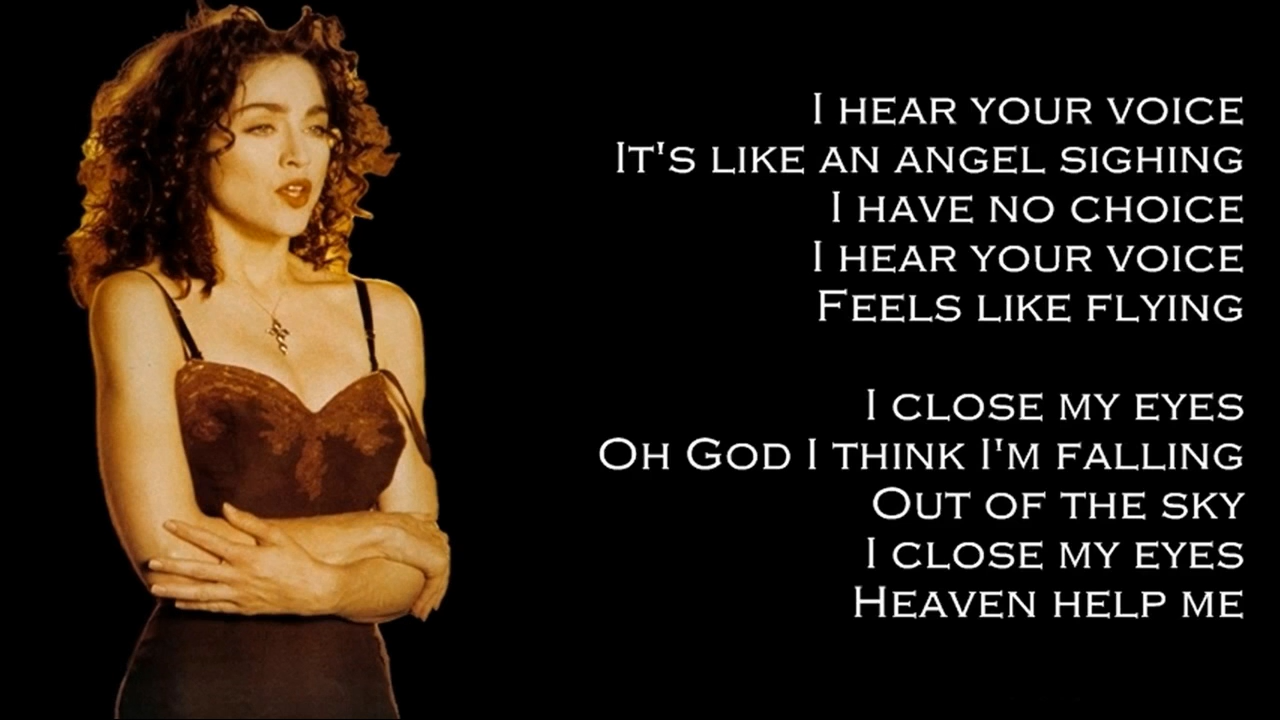 I hear your voice
It's like an angel sighing
I have no choice
I hear your voice
Feels like flying
I close my eyes
Oh God I think I'm falling
Out of the sky
I close my eyes
Heaven help me